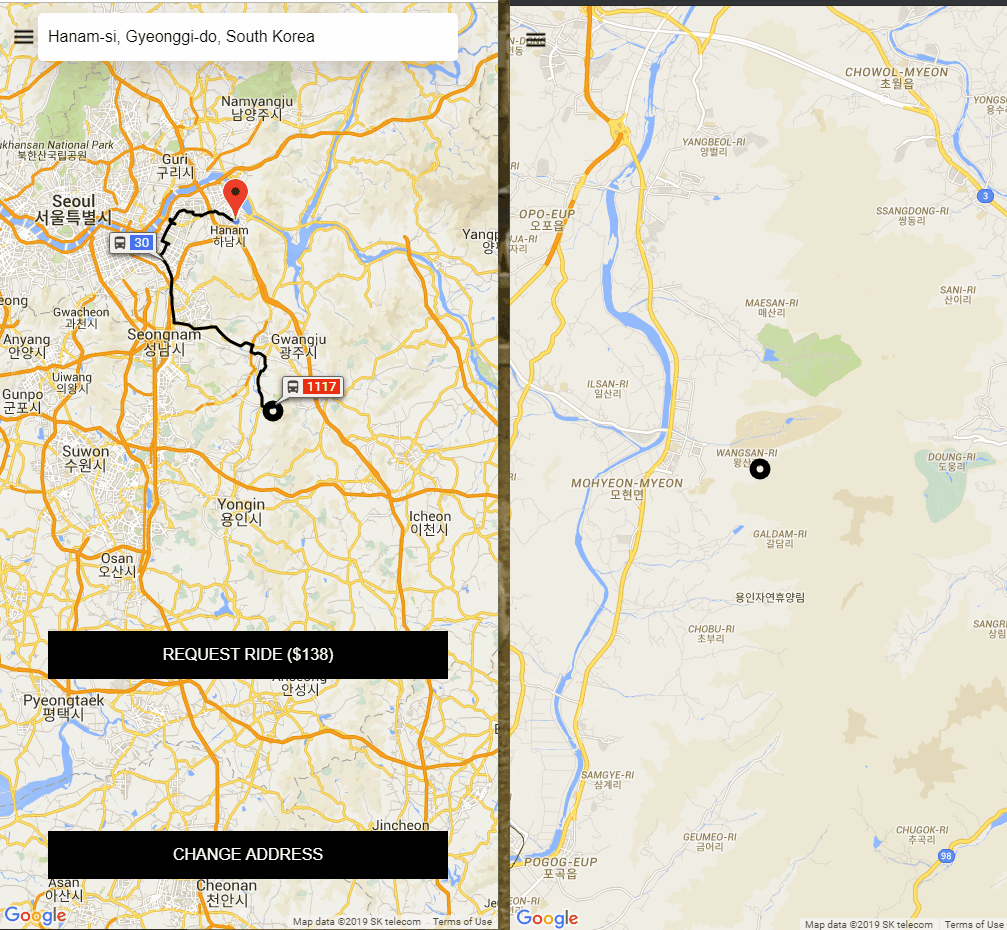 Hanam-si, Gyeonggi-do, South Korea
Namyangju
남양주시
ukhansan National Park
북한산국립공원
Guri
구리시
Seoul
서울특별시
Hanam
하남시
30
Yangp
양
eong
Gwacheon
과천시
Seongnam
성남시
Anyang
안양시
Gwangju
광주시
Uiwang
의왕시
1117
Gunpo
군포시
Suwon
수원시
Yongin
용인시
Icheon
이천시
Osan
오산시
REQUEST RIDE ($138)
Anseong
안성시
Pyeongtaek
평택시
Jincheon
CHANGE ADDRESS
Asan
아산시
Cheonan
천안시
Google
Map data ©2019 SK telecom
Terms of Use
N-DONG
현동
CHOWOL-MYEON
초월읍
YONGS
용수리
YANGBEOL-RI
양벌리
RI
3
OPO-EUP
오포읍
SSANGDONG-RI
쌍동리
JA-RI
자리
SANI-RI
산이리
MAESAN-RI
매산리
ILSAN-RI
일산리
WANGSAN-RI
왕산
DOUNG-RI
도웅리
MOHYEON-MYEON
모현면
GALDAM-RI
갈담리
용인자연휴양림
CHOBU-RI
초부리
SANGRI
상림
SAMGYE-RI
삼계리
GEUMEO-RI
금어리
CHUGOK-RI
추곡리
98
POGOG-EUP
포곡읍
EON-RI
Google
Map data ©2019 SK telecom
Terms of Use